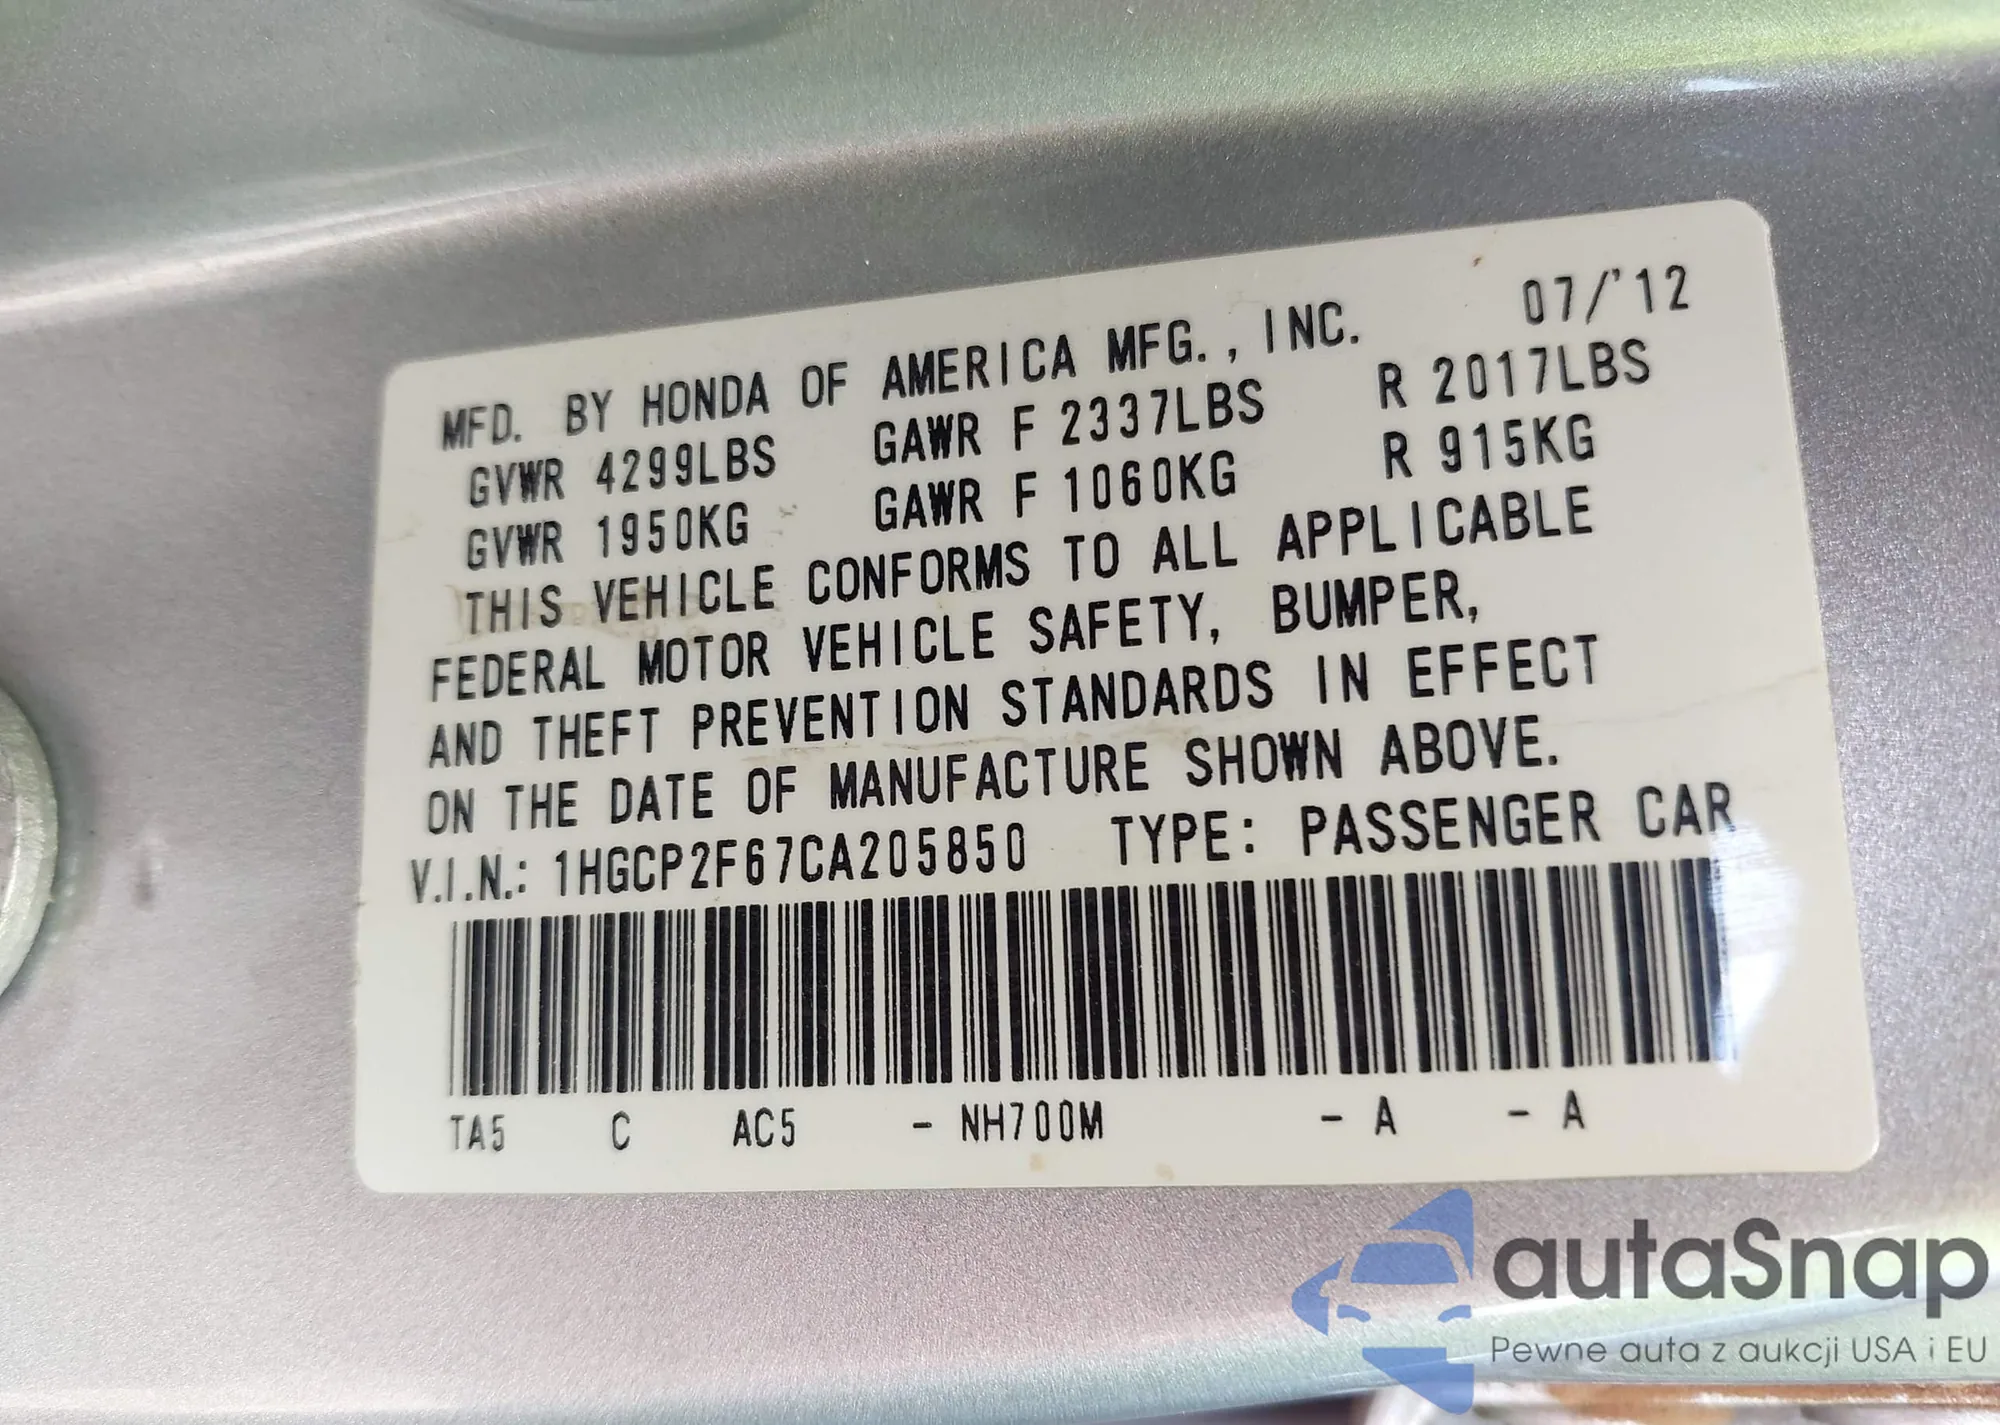 07/'12
MFD. BY HONDA OF AMERICA MFG., INC.
GVWR 4299LBS GAWR F 2337LBS R 2017LBS
GVWR 1950KG GAWR F 1060KG R 915KG
THIS VEHICLE CONFORMS TO ALL APPLICABLE
FEDERAL MOTOR VEHICLE SAFETY, BUMPER,
AND THEFT PREVENTION STANDARDS IN EFFECT
ON THE DATE OF MANUFACTURE SHOWN ABOVE.
V.I.N.: 1HGCP2F67CA205850 TYPE: PASSENGER CAR
TA5 C AC5 - NH700M - A - A
autaSnap
Pewne auta z aukcji USA i EU